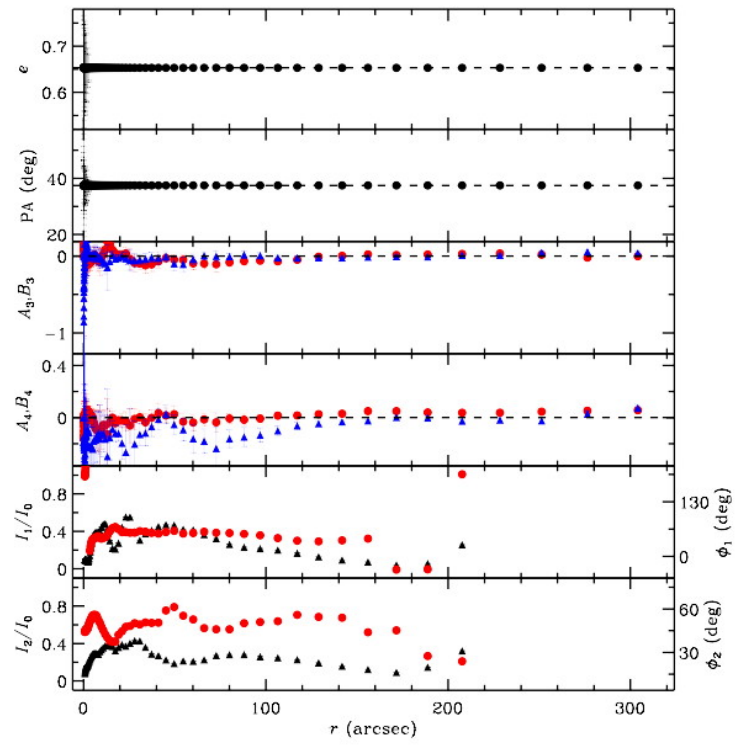 0.7
0.6
e
40
20
PA (deg)
0
−1
A₃,B₃
0.4
0
A₄,B₄
0.8
0.4
0
I₁/I₀
130
0
ϕ₁ (deg)
0.8
0.4
0
I₂/I₀
60
30
ϕ₂ (deg)
0 100 200 300
r (arcsec)